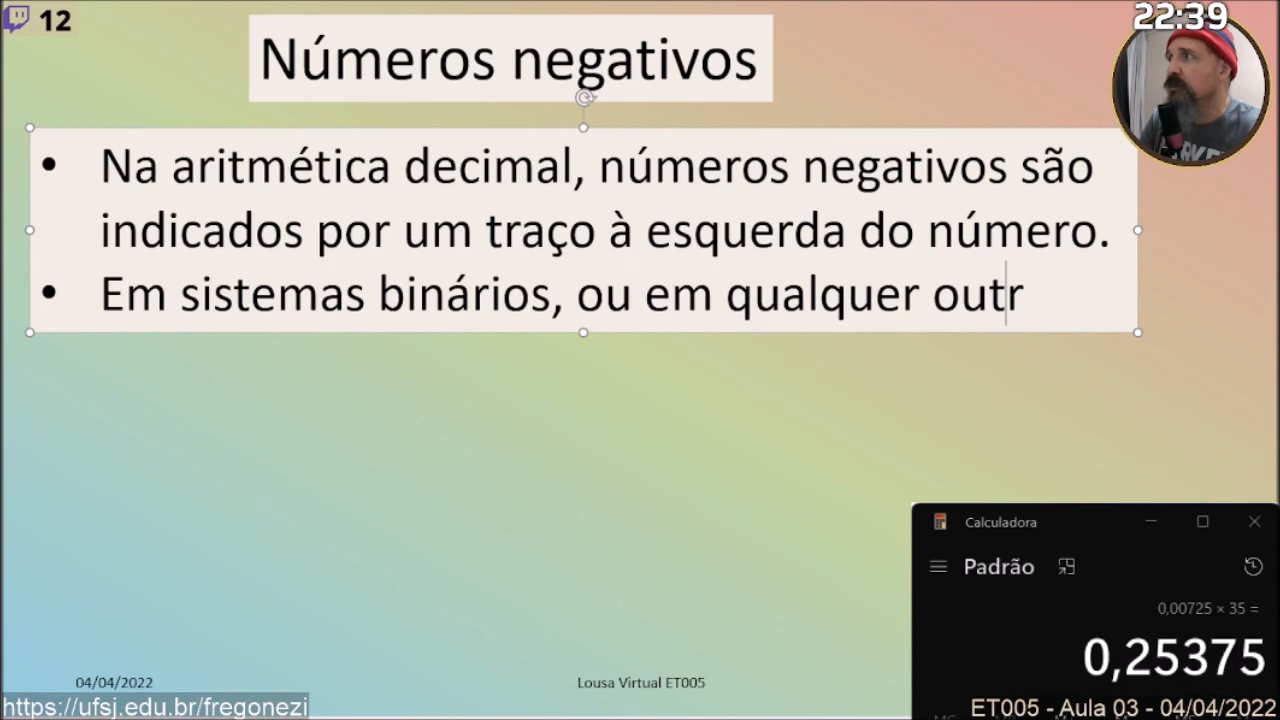 12
22:39
Números negativos
• Na aritmética decimal, números negativos são
indicados por um traço à esquerda do número.
• Em sistemas binários, ou em qualquer outr
Calculadora
Padrão
0,00725 × 35 =
0,25375
04/04/2022
Lousa Virtual ET005
https://ufsj.edu.br/fregonezi
ET005 - Aula 03 - 04/04/2022